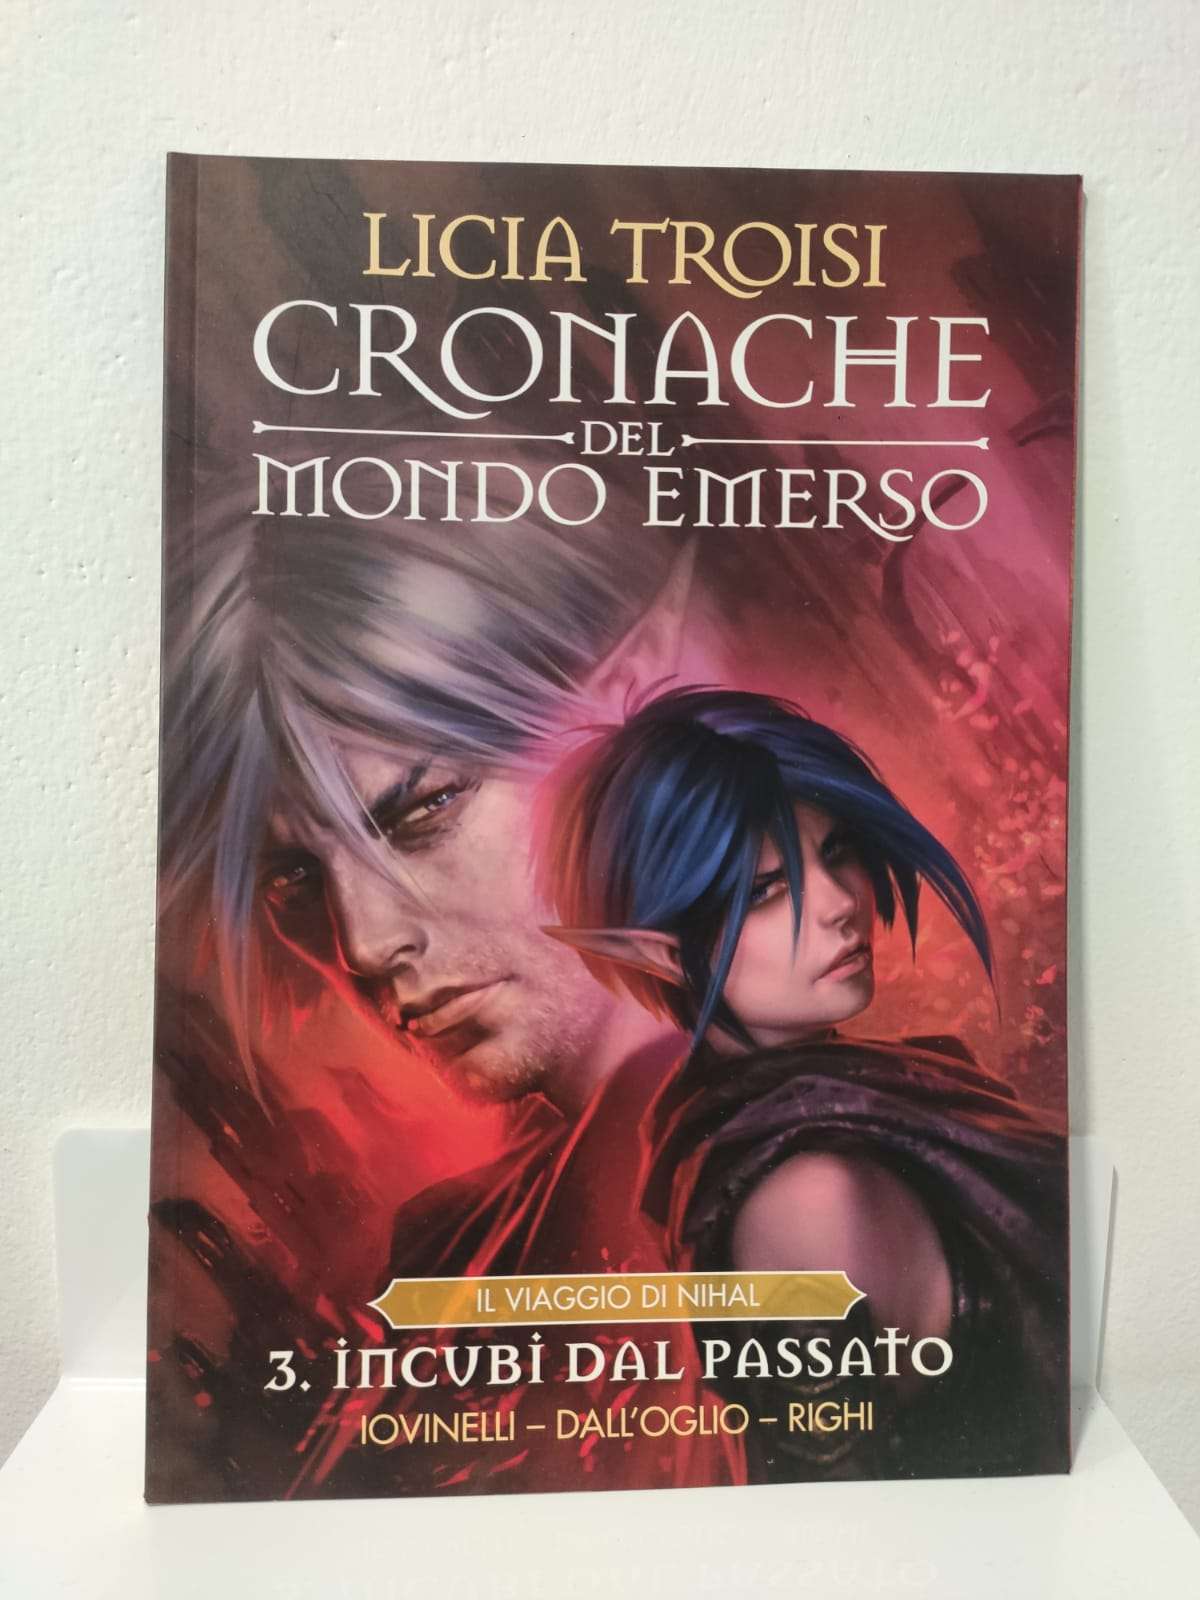 LICIA TROISI
CRONACHE
DEL
MONDO EMERSO
IL VIAGGIO DI NIHAL
3. INCUBI DAL PASSATO
IOVINELLI – DALL'OGLIO – RIGHI